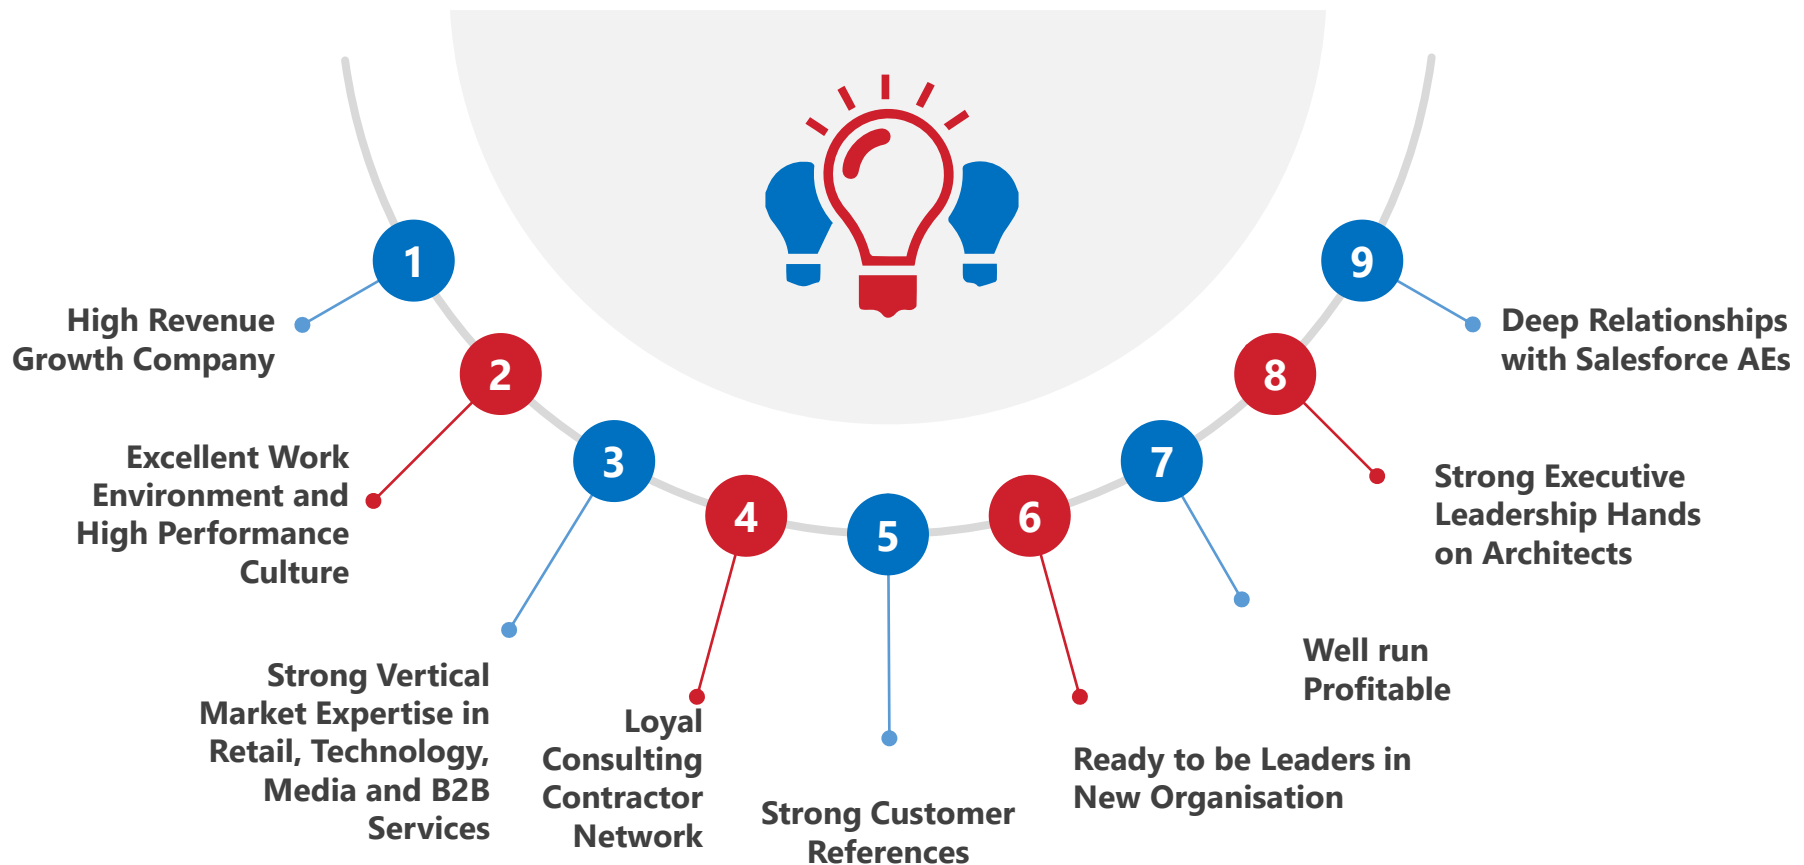 1
High Revenue
Growth Company
2
Excellent Work
Environment and
High Performance
Culture
3
Strong Vertical
Market Expertise in
Retail, Technology,
Media and B2B
Services
4
Loyal
Consulting
Contractor
Network
5
Strong Customer
References
6
Ready to be Leaders in
New Organisation
7
Well run
Profitable
8
Strong Executive
Leadership Hands
on Architects
9
Deep Relationships
with Salesforce AEs